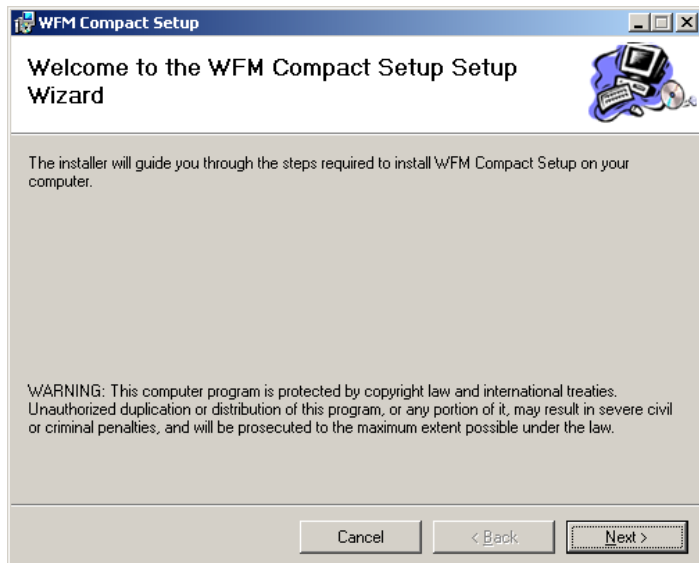 WFM Compact Setup
Welcome to the WFM Compact Setup Setup
Wizard
The installer will guide you through the steps required to install WFM Compact Setup on your
computer.
WARNING: This computer program is protected by copyright law and international treaties.
Unauthorized duplication or distribution of this program, or any portion of it, may result in severe civil
or criminal penalties, and will be prosecuted to the maximum extent possible under the law.
Cancel
< Back
Next >